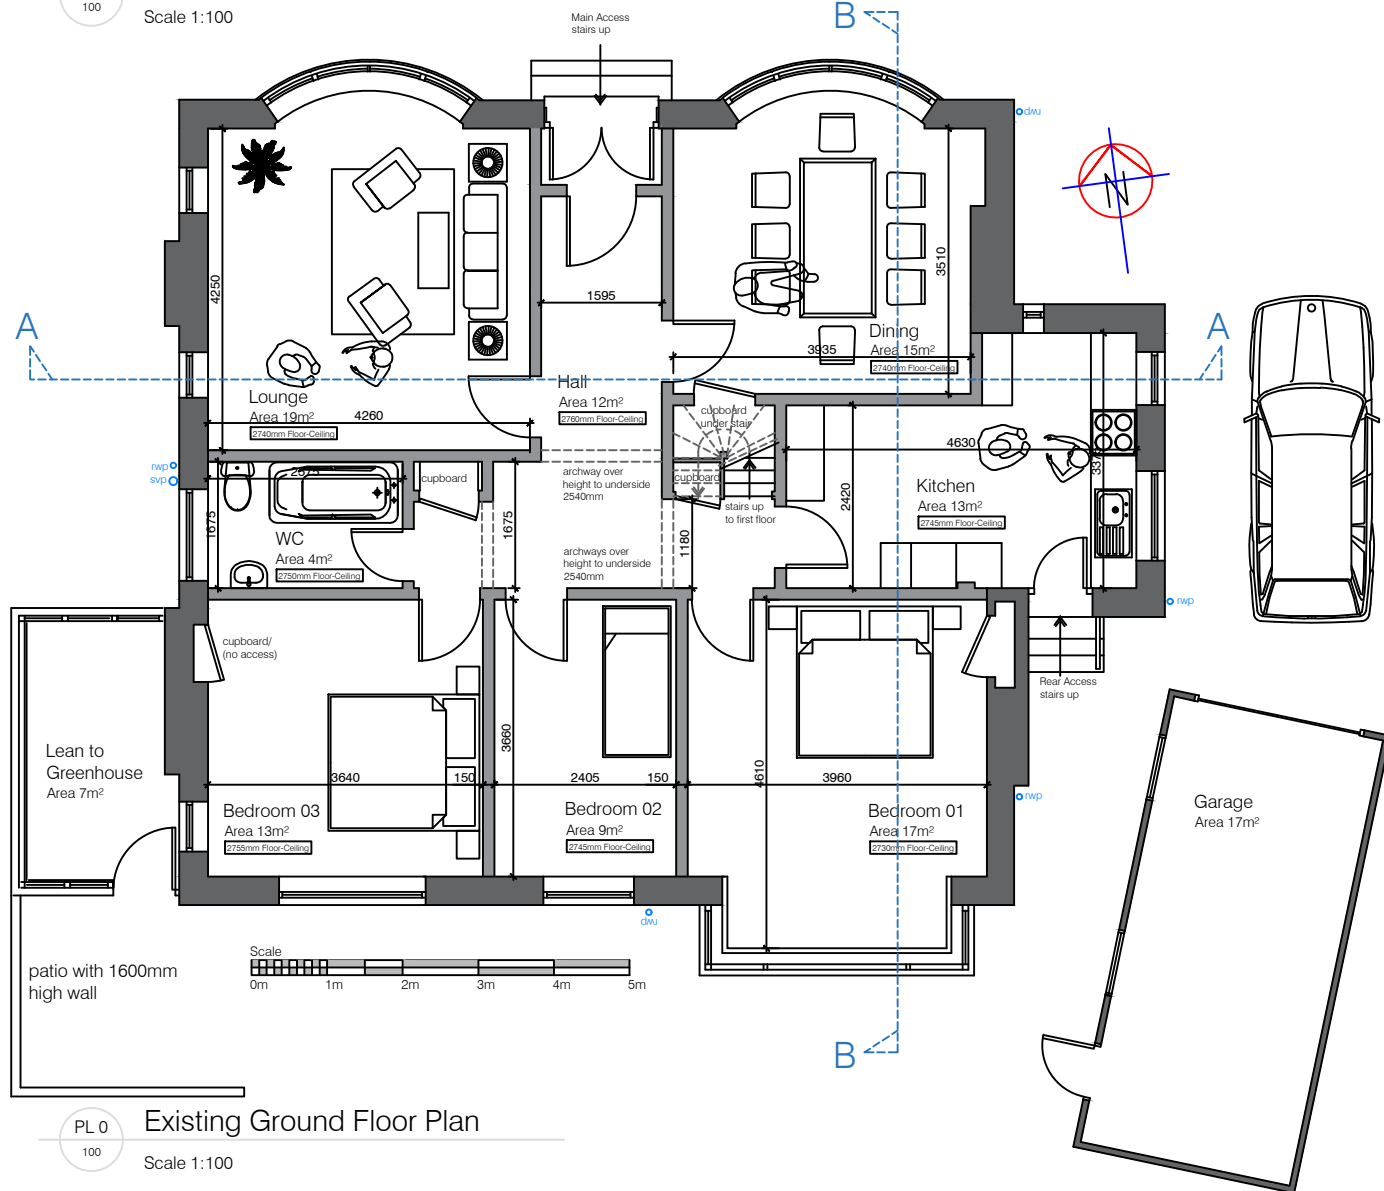 100
Scale 1:100
Main Access
stairs up
B
rwp
N
A
A
4250
1595
3510
Dining
Area 15m²
2740mm Floor-Ceiling
3935
Lounge
Area 19m²
2740mm Floor-Ceiling
4260
Hall
Area 12m²
2760mm Floor-Ceiling
cupboard
under stair
4630
rwp
svp
2575
cupboard
archway over
height to underside
2540mm
cupboard
stairs up
to first floor
2420
Kitchen
Area 13m²
2745mm Floor-Ceiling
1675
WC
Area 4m²
2750mm Floor-Ceiling
1675
archways over
height to underside
2540mm
1180
rwp
cupboard/
(no access)
Rear Access
stairs up
Lean to
Greenhouse
Area 7m²
3640
150
3660
2405
150
4610
3960
rwp
Bedroom 03
Area 13m²
2755mm Floor-Ceiling
Bedroom 02
Area 9m²
2745mm Floor-Ceiling
Bedroom 01
Area 17m²
2730mm Floor-Ceiling
Garage
Area 17m²
rwp
Scale
0m 1m 2m 3m 4m 5m
patio with 1600mm
high wall
B
PL 0
100
Existing Ground Floor Plan
Scale 1:100